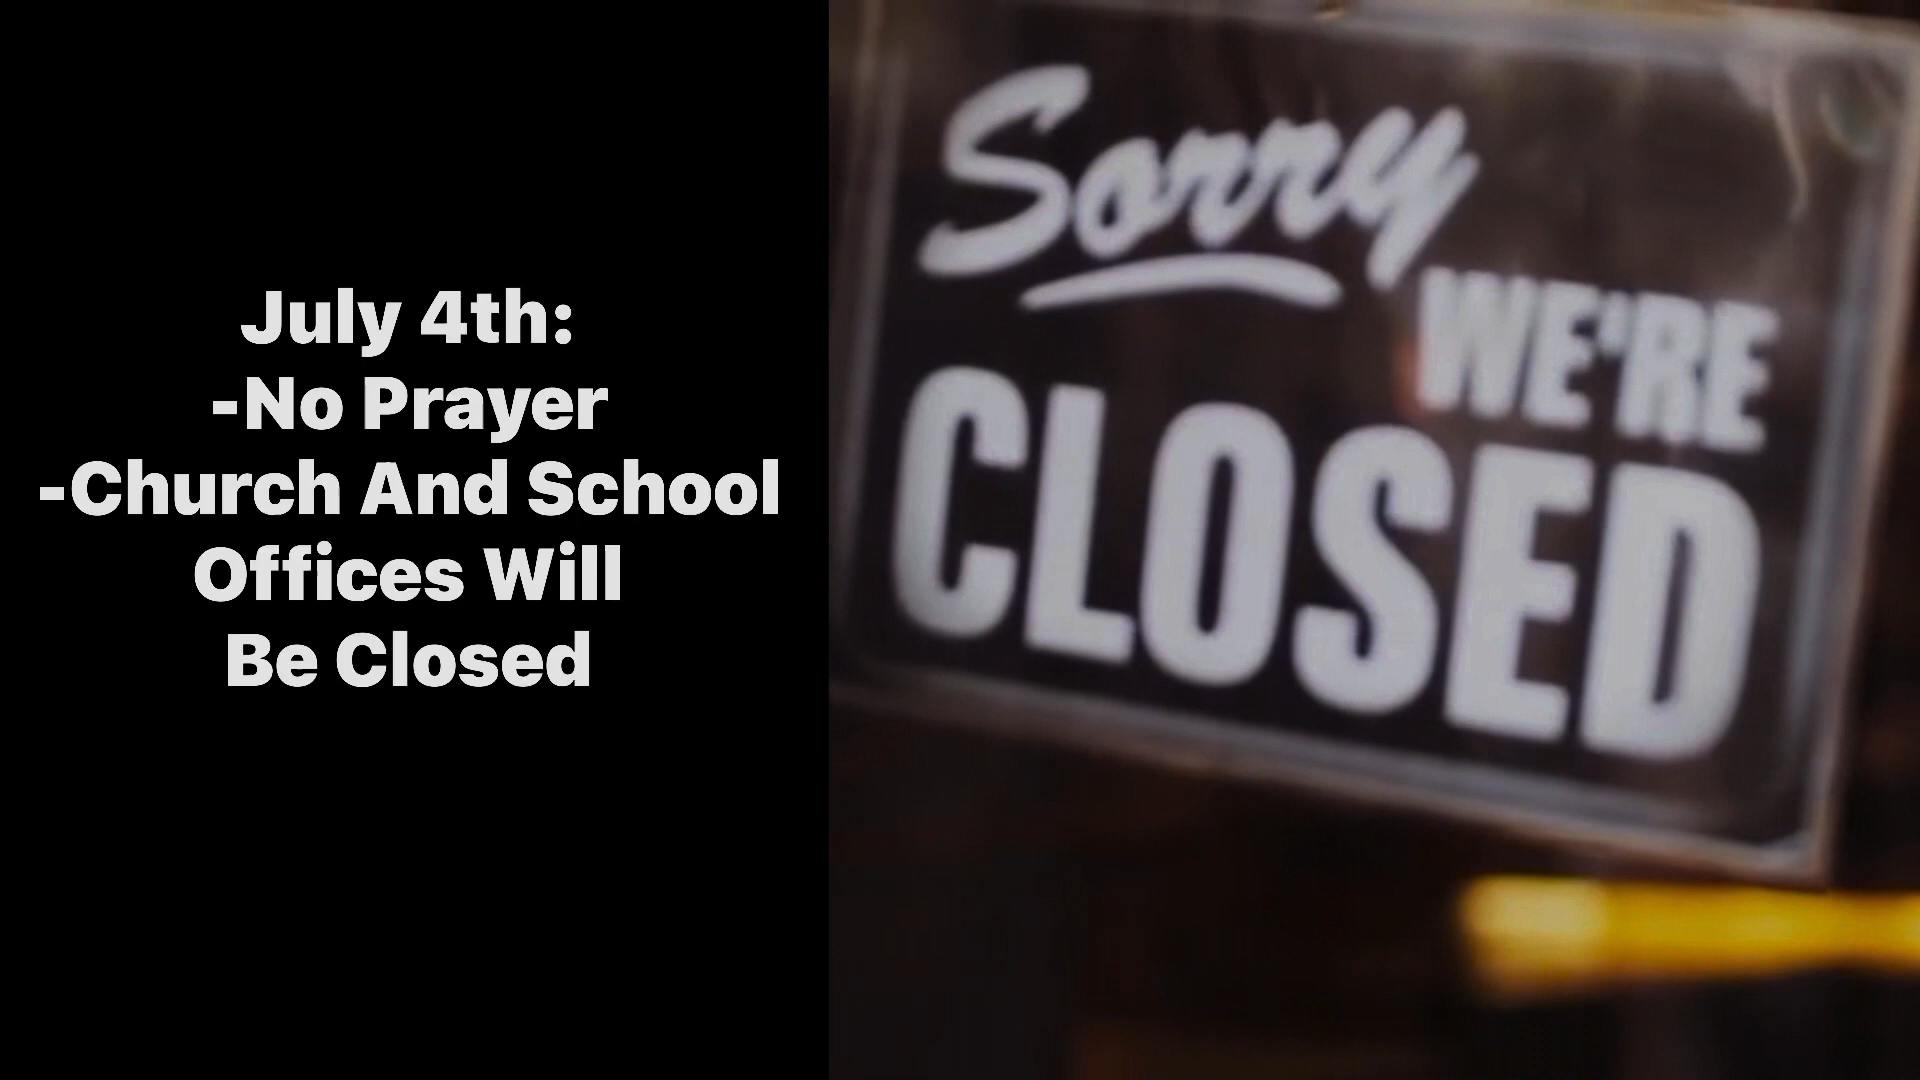 July 4th:
-No Prayer
-Church And School
Offices Will
Be Closed
Sorry
WE'RE
CLOSED